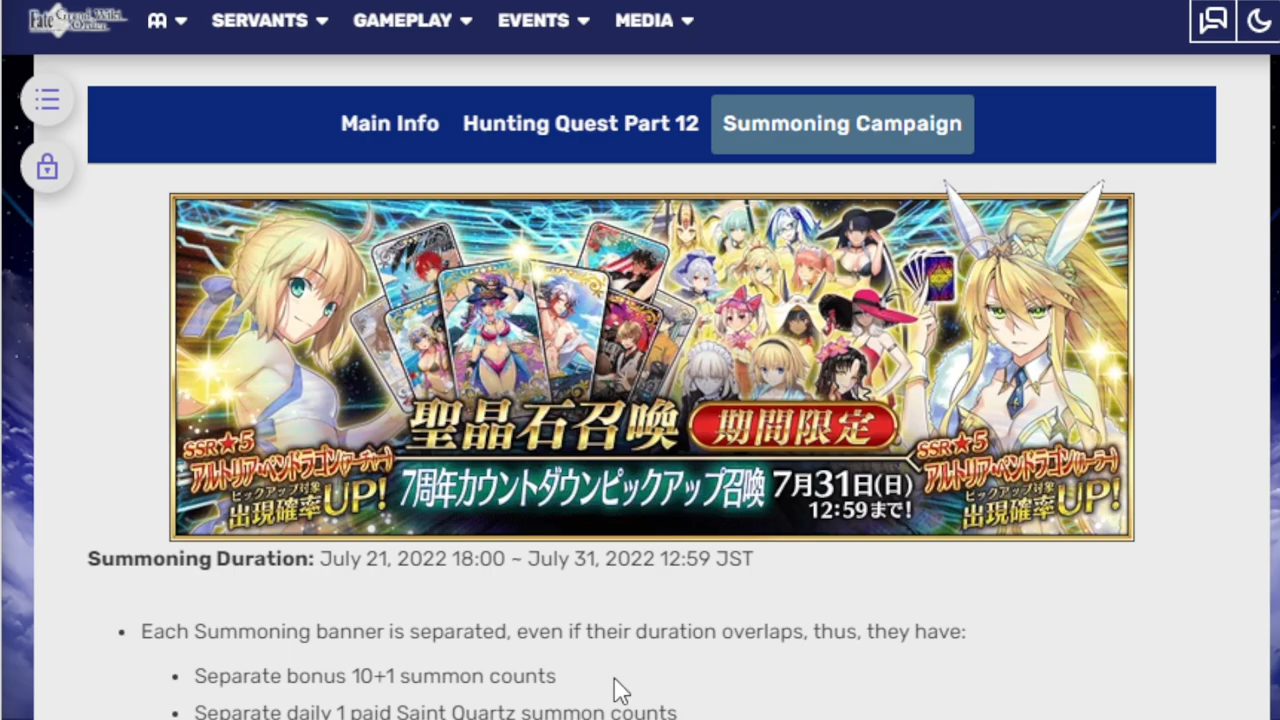 Fate Grand Wiki
Order
SERVANTS
GAMEPLAY
EVENTS
MEDIA
Main Info
Hunting Quest Part 12
Summoning Campaign
聖晶石召喚
期間限定
SSR★5
アルトリア・ペンドラゴン(アーチャー)
ピックアップ対象
出現確率UP!
7周年カウントダウンピックアップ召喚
7月31日(日)
12:59まで!
SSR★5
アルトリア・ペンドラゴン(ルーラー)
ピックアップ対象
出現確率UP!
Summoning Duration: July 21, 2022 18:00 ~ July 31, 2022 12:59 JST
• Each Summoning banner is separated, even if their duration overlaps, thus, they have:
• Separate bonus 10+1 summon counts
• Separate daily 1 paid Saint Quartz summon counts